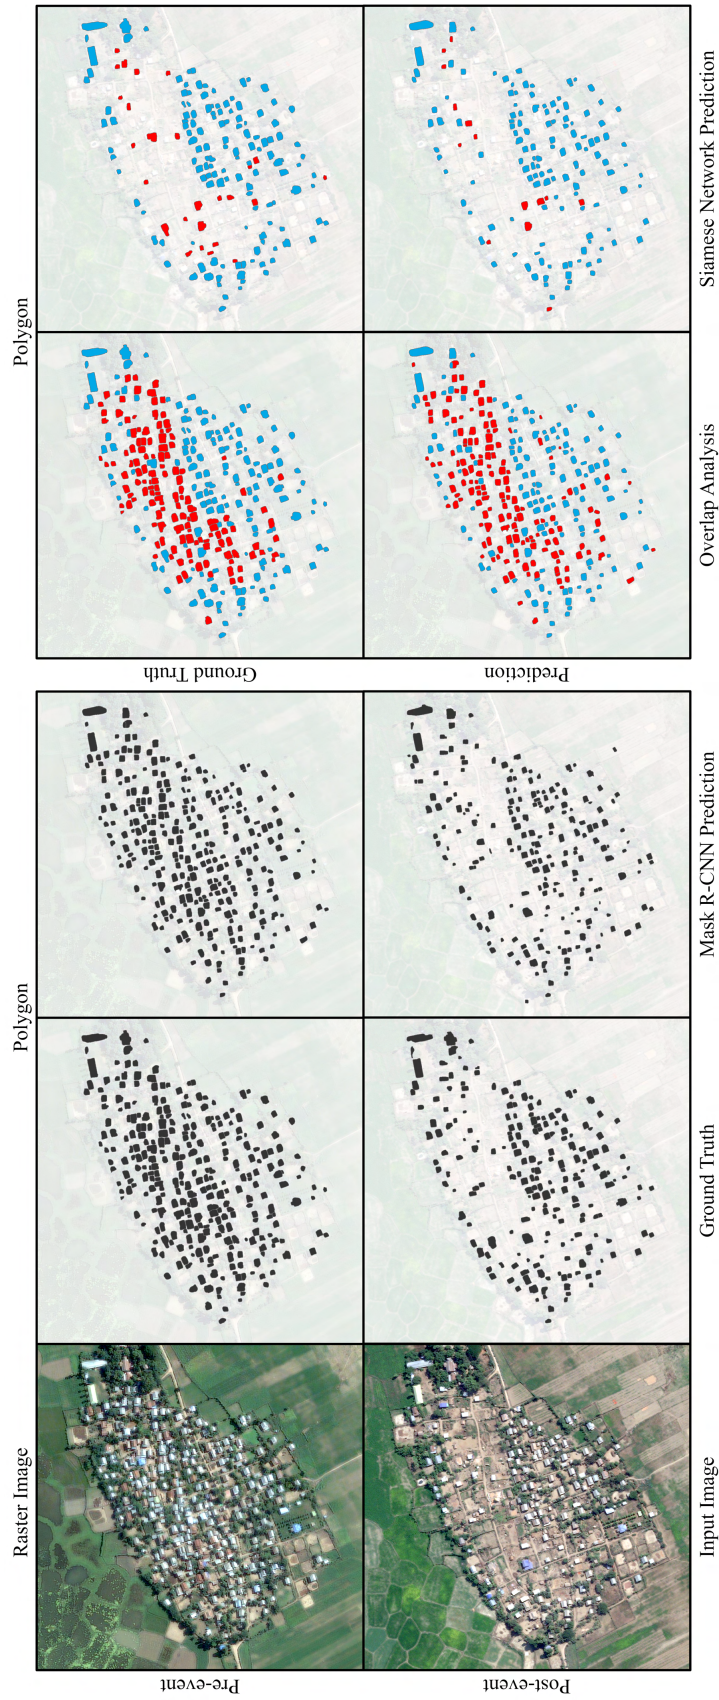 Raster Image
Polygon
Polygon
Pre-event
Post-event
Ground Truth
Prediction
Input Image
Ground Truth
Mask R-CNN Prediction
Overlap Analysis
Siamese Network Prediction